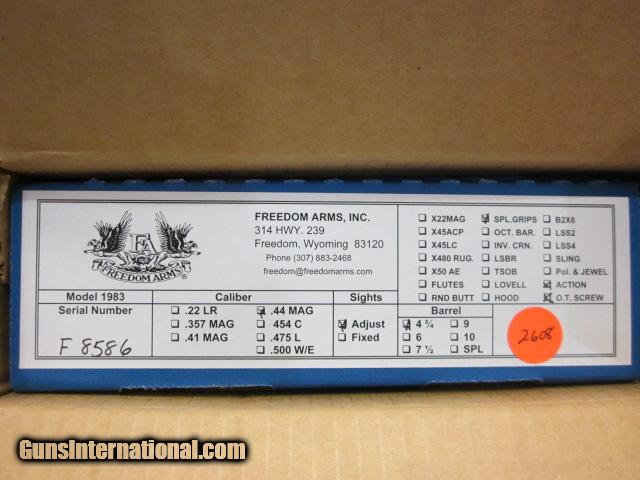 FA
FREEDOM ARMS
FREEDOM ARMS, INC.
314 HWY. 239
Freedom, Wyoming 83120
Phone (307) 883-2468
freedom@freedomarms.com
X22MAG SPL.GRIPS B2X6
X45ACP OCT. BAR. LSS2
X45LC INV. CRN. LSS4
X480 RUG. LSBR SLING
X50 AE TSOB Pol. & JEWEL
FLUTES LOVELL ACTION
RND BUTT HOOD O.T. SCREW
Model 1983 Caliber Sights Barrel
Serial Number
F 8586
.22 LR .44 MAG
.357 MAG 454 C
.41 MAG .475 L
.500 W/E
Adjust
Fixed
4 ¾ 9
6 10
7 ½ SPL
2608
GunsInternational.com